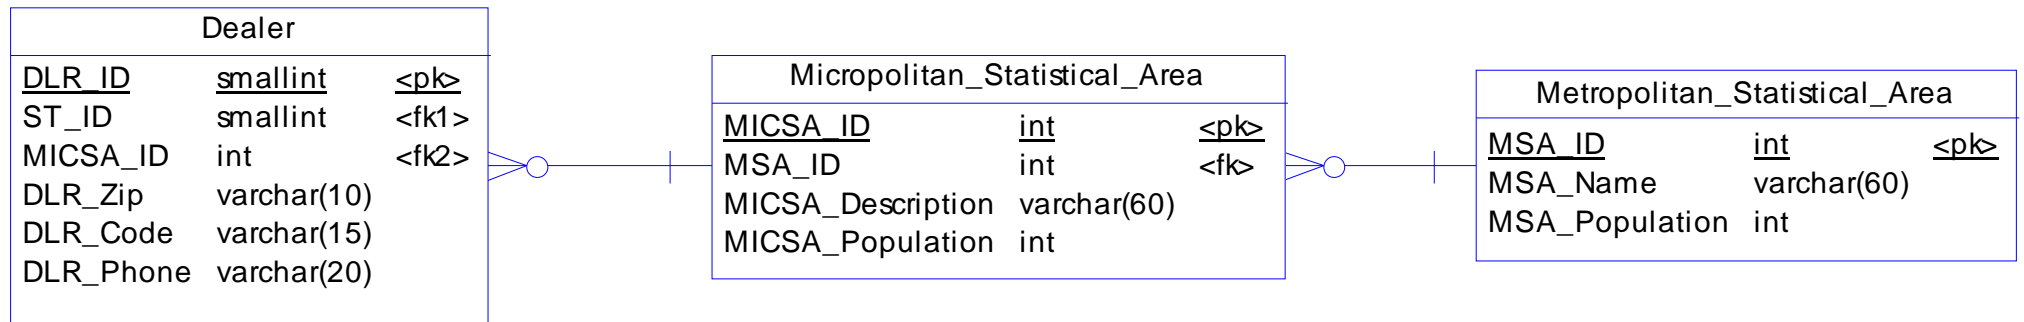 Dealer
DLR_ID smallint <pk>
ST_ID smallint <fk1>
MICSA_ID int <fk2>
DLR_Zip varchar(10)
DLR_Code varchar(15)
DLR_Phone varchar(20)
Micropolitan_Statistical_Area
MICSA_ID int <pk>
MSA_ID int <fk>
MICSA_Description varchar(60)
MICSA_Population int
Metropolitan_Statistical_Area
MSA_ID int <pk>
MSA_Name varchar(60)
MSA_Population int